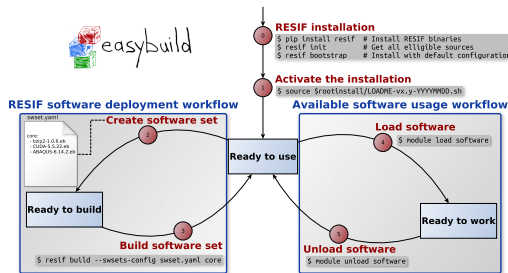 easybuild
RESIF installation
0
$ pip install resif # Install RESIF binaries
$ resif init # Get all elligible sources
$ resif bootstrap # Install with default configuration
Activate the installation
1
$ source $rootinstall/LOADME-vx.y-YYYYMMDD.sh
RESIF software deployment workflow
swset.yaml
core:
- bzip2-1.0.6.eb
- CUDA-5.5.22.eb
- ABAQUS-6.14.2.eb
Create software set
2
Ready to build
3
Build software set
$ resif build --swsets-config swset.yaml core
Ready to use
Available software usage workflow
Load software
4
$ module load software
Ready to work
5
Unload software
$ module unload software